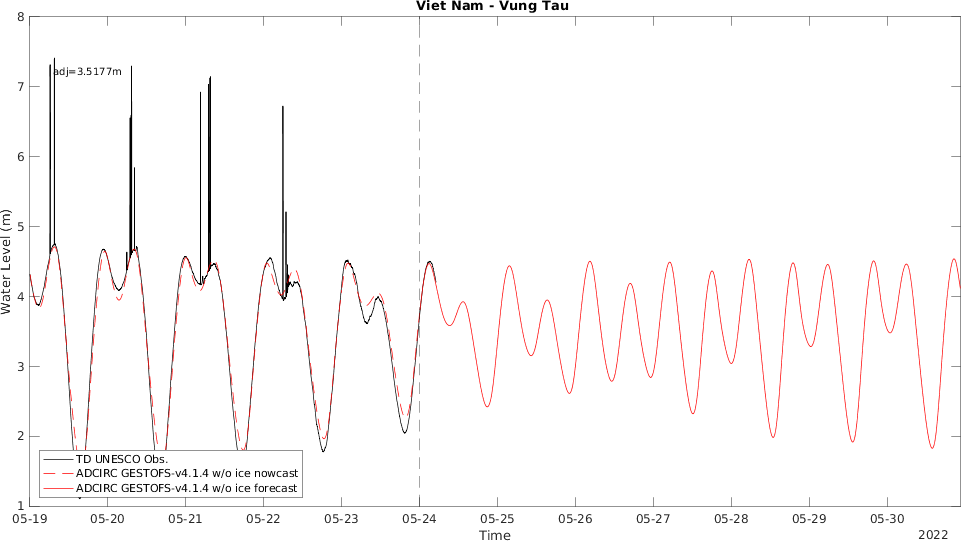 Viet Nam - Vung Tau
8
7
6
5
4
3
2
1
Water Level (m)
adj=3.5177m
TD UNESCO Obs.
ADCIRC GESTOFS-v4.1.4 w/o ice nowcast
ADCIRC GESTOFS-v4.1.4 w/o ice forecast
05-19 05-20 05-21 05-22 05-23 05-24 05-25 05-26 05-27 05-28 05-29 05-30
Time
2022